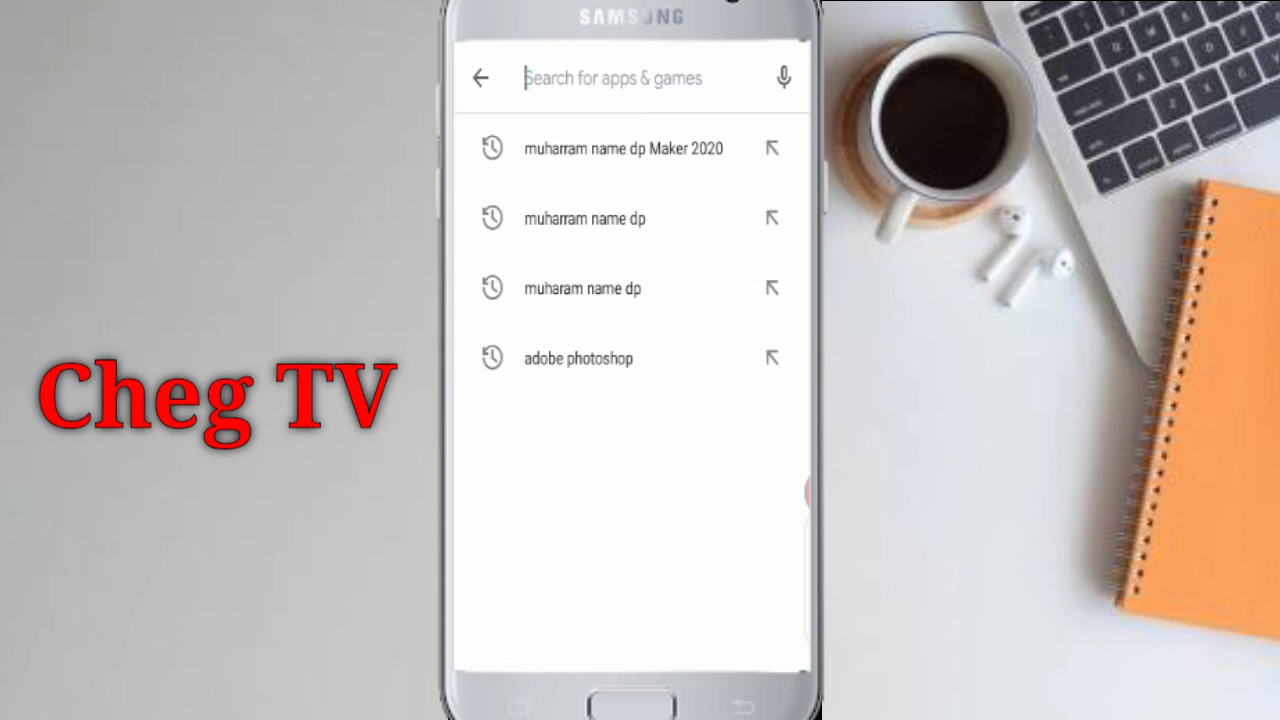 SAMSUNG
Search for apps & games
muharram name dp Maker 2020
muharram name dp
muharam name dp
adobe photoshop
Cheg TV